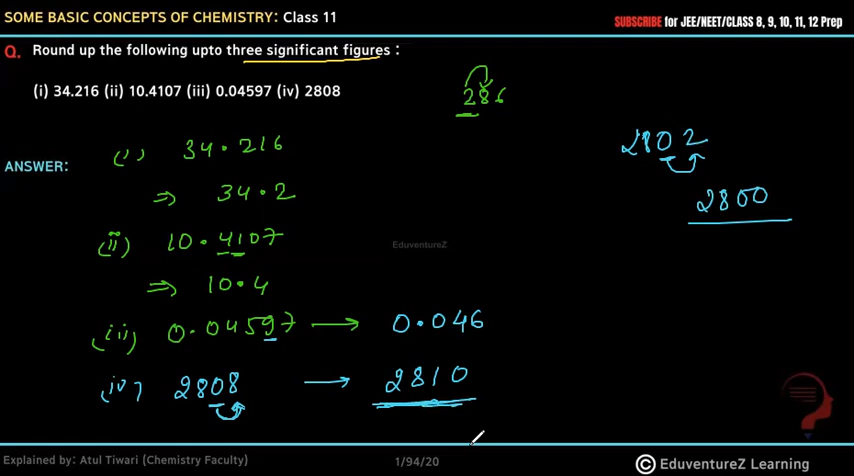 SOME BASIC CONCEPTS OF CHEMISTRY: Class 11
SUBSCRIBE for JEE/NEET/CLASS 8, 9, 10, 11, 12 Prep
Q. Round up the following upto three significant figures :
(i) 34.216 (ii) 10.4107 (iii) 0.04597 (iv) 2808
286
2802
2800
ANSWER:
(i) 34.216
⇒ 34.2
(ii) 10.4107
⇒ 10.4
EduventureZ
(iii) 0.04597 → 0.046
(iv) 2808 → 2810
Explained by: Atul Tiwari (Chemistry Faculty)
1/94/20
© EduventureZ Learning